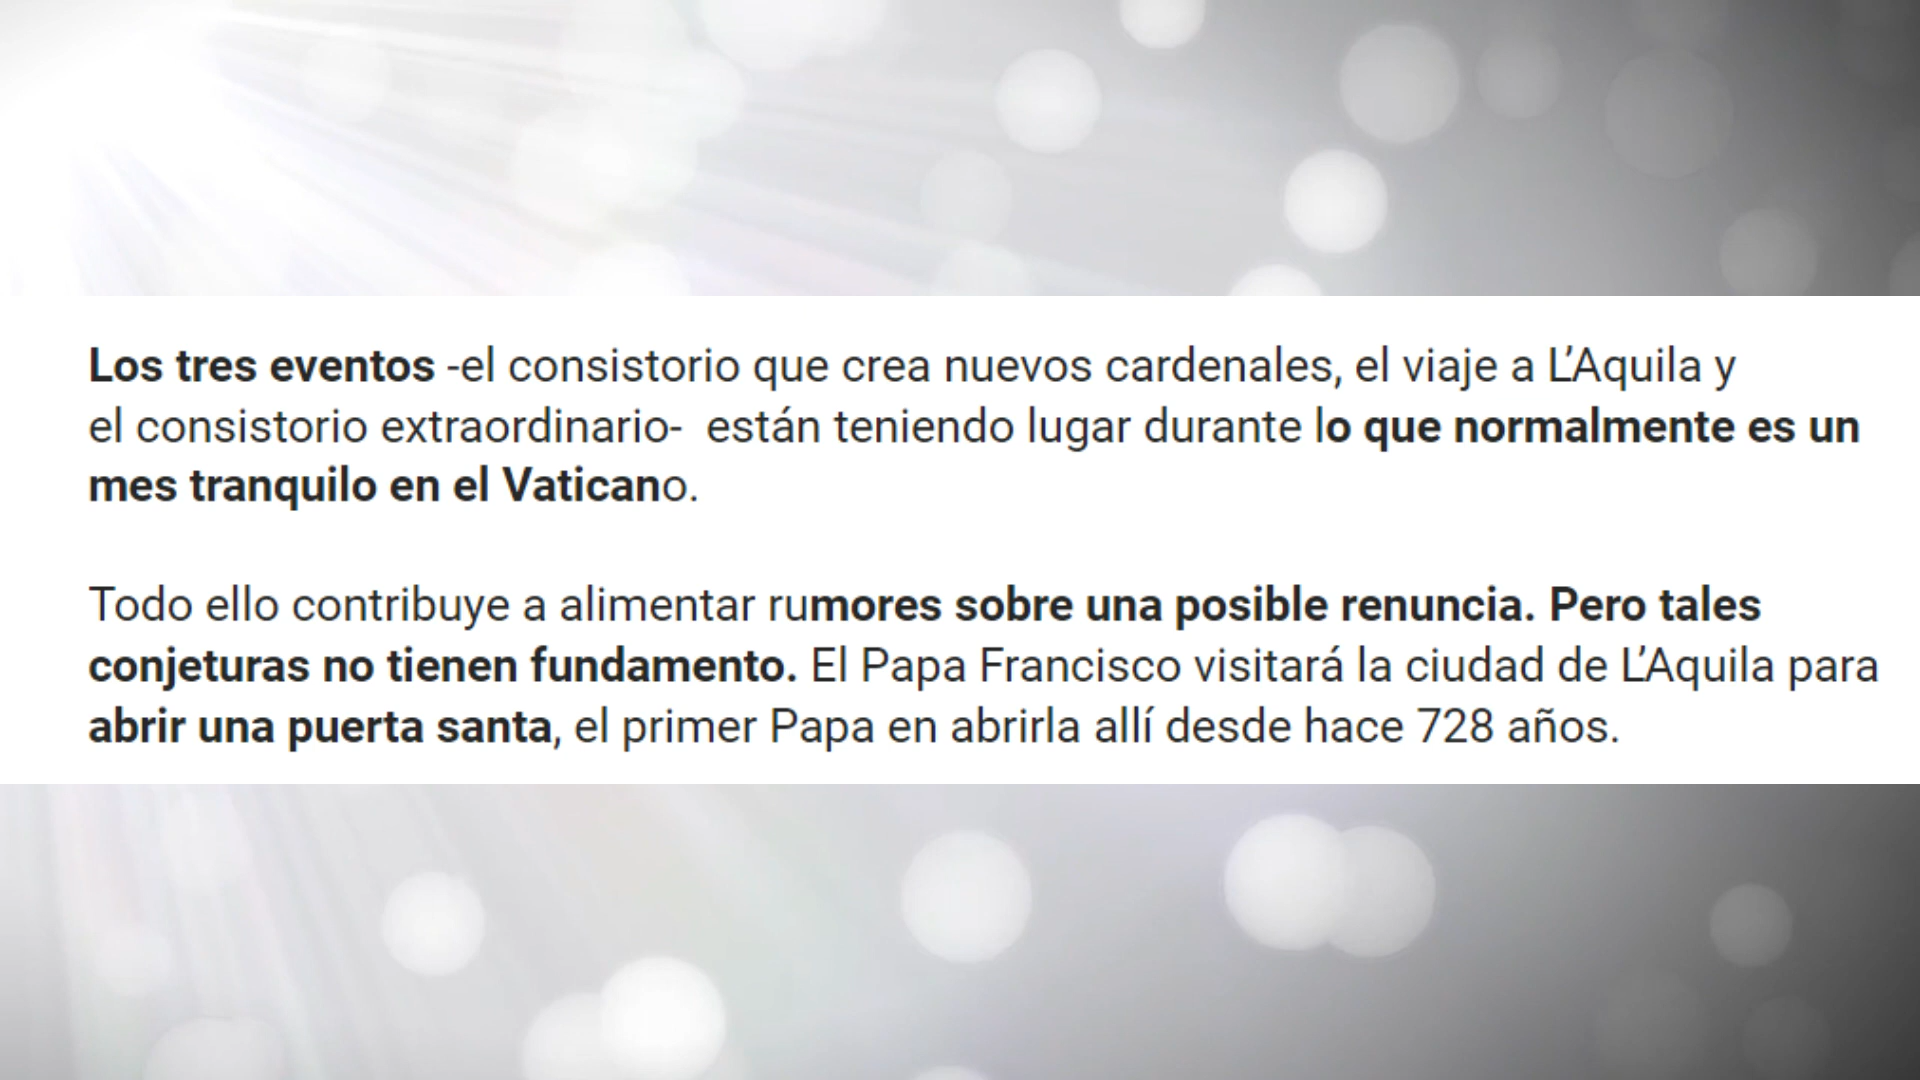 Los tres eventos -el consistorio que crea nuevos cardenales, el viaje a L’Aquila y
el consistorio extraordinario-  están teniendo lugar durante lo que normalmente es un
mes tranquilo en el Vaticano.
Todo ello contribuye a alimentar rumores sobre una posible renuncia. Pero tales
conjeturas no tienen fundamento. El Papa Francisco visitará la ciudad de L’Aquila para
abrir una puerta santa, el primer Papa en abrirla allí desde hace 728 años.